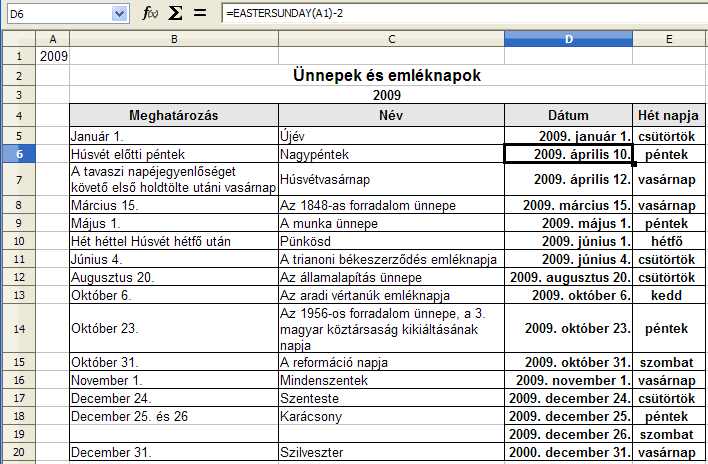 D6 f(x) Σ = =EASTERSUNDAY(A1)-2
A B C D E
1 2009
2 Ünnepek és emléknapok
3 2009
4 Meghatározás Név Dátum Hét napja
5 Január 1. Újév 2009. január 1. csütörtök
6 Húsvét előtti péntek Nagypéntek 2009. április 10. péntek
7 A tavaszi napéjegyenlőséget
követő első holdtölte utáni vasárnap Húsvétvasárnap 2009. április 12. vasárnap
8 Március 15. Az 1848-as forradalom ünnepe 2009. március 15. vasárnap
9 Május 1. A munka ünnepe 2009. május 1. péntek
10 Hét héttel Húsvét hétfő után Pünkösd 2009. június 1. hétfő
11 Június 4. A trianoni békeszerződés emléknapja 2009. június 4. csütörtök
12 Augusztus 20. Az államalapítás ünnepe 2009. augusztus 20. csütörtök
13 Október 6. Az aradi vértanúk emléknapja 2009. október 6. kedd
14 Október 23. Az 1956-os forradalom ünnepe, a 3.
magyar köztársaság kikiáltásának
napja 2009. október 23. péntek
15 Október 31. A reformáció napja 2009. október 31. szombat
16 November 1. Mindenszentek 2009. november 1. vasárnap
17 December 24. Szenteste 2009. december 24. csütörtök
18 December 25. és 26 Karácsony 2009. december 25. péntek
19 2009. december 26. szombat
20 December 31. Szilveszter 2000. december 31. vasárnap